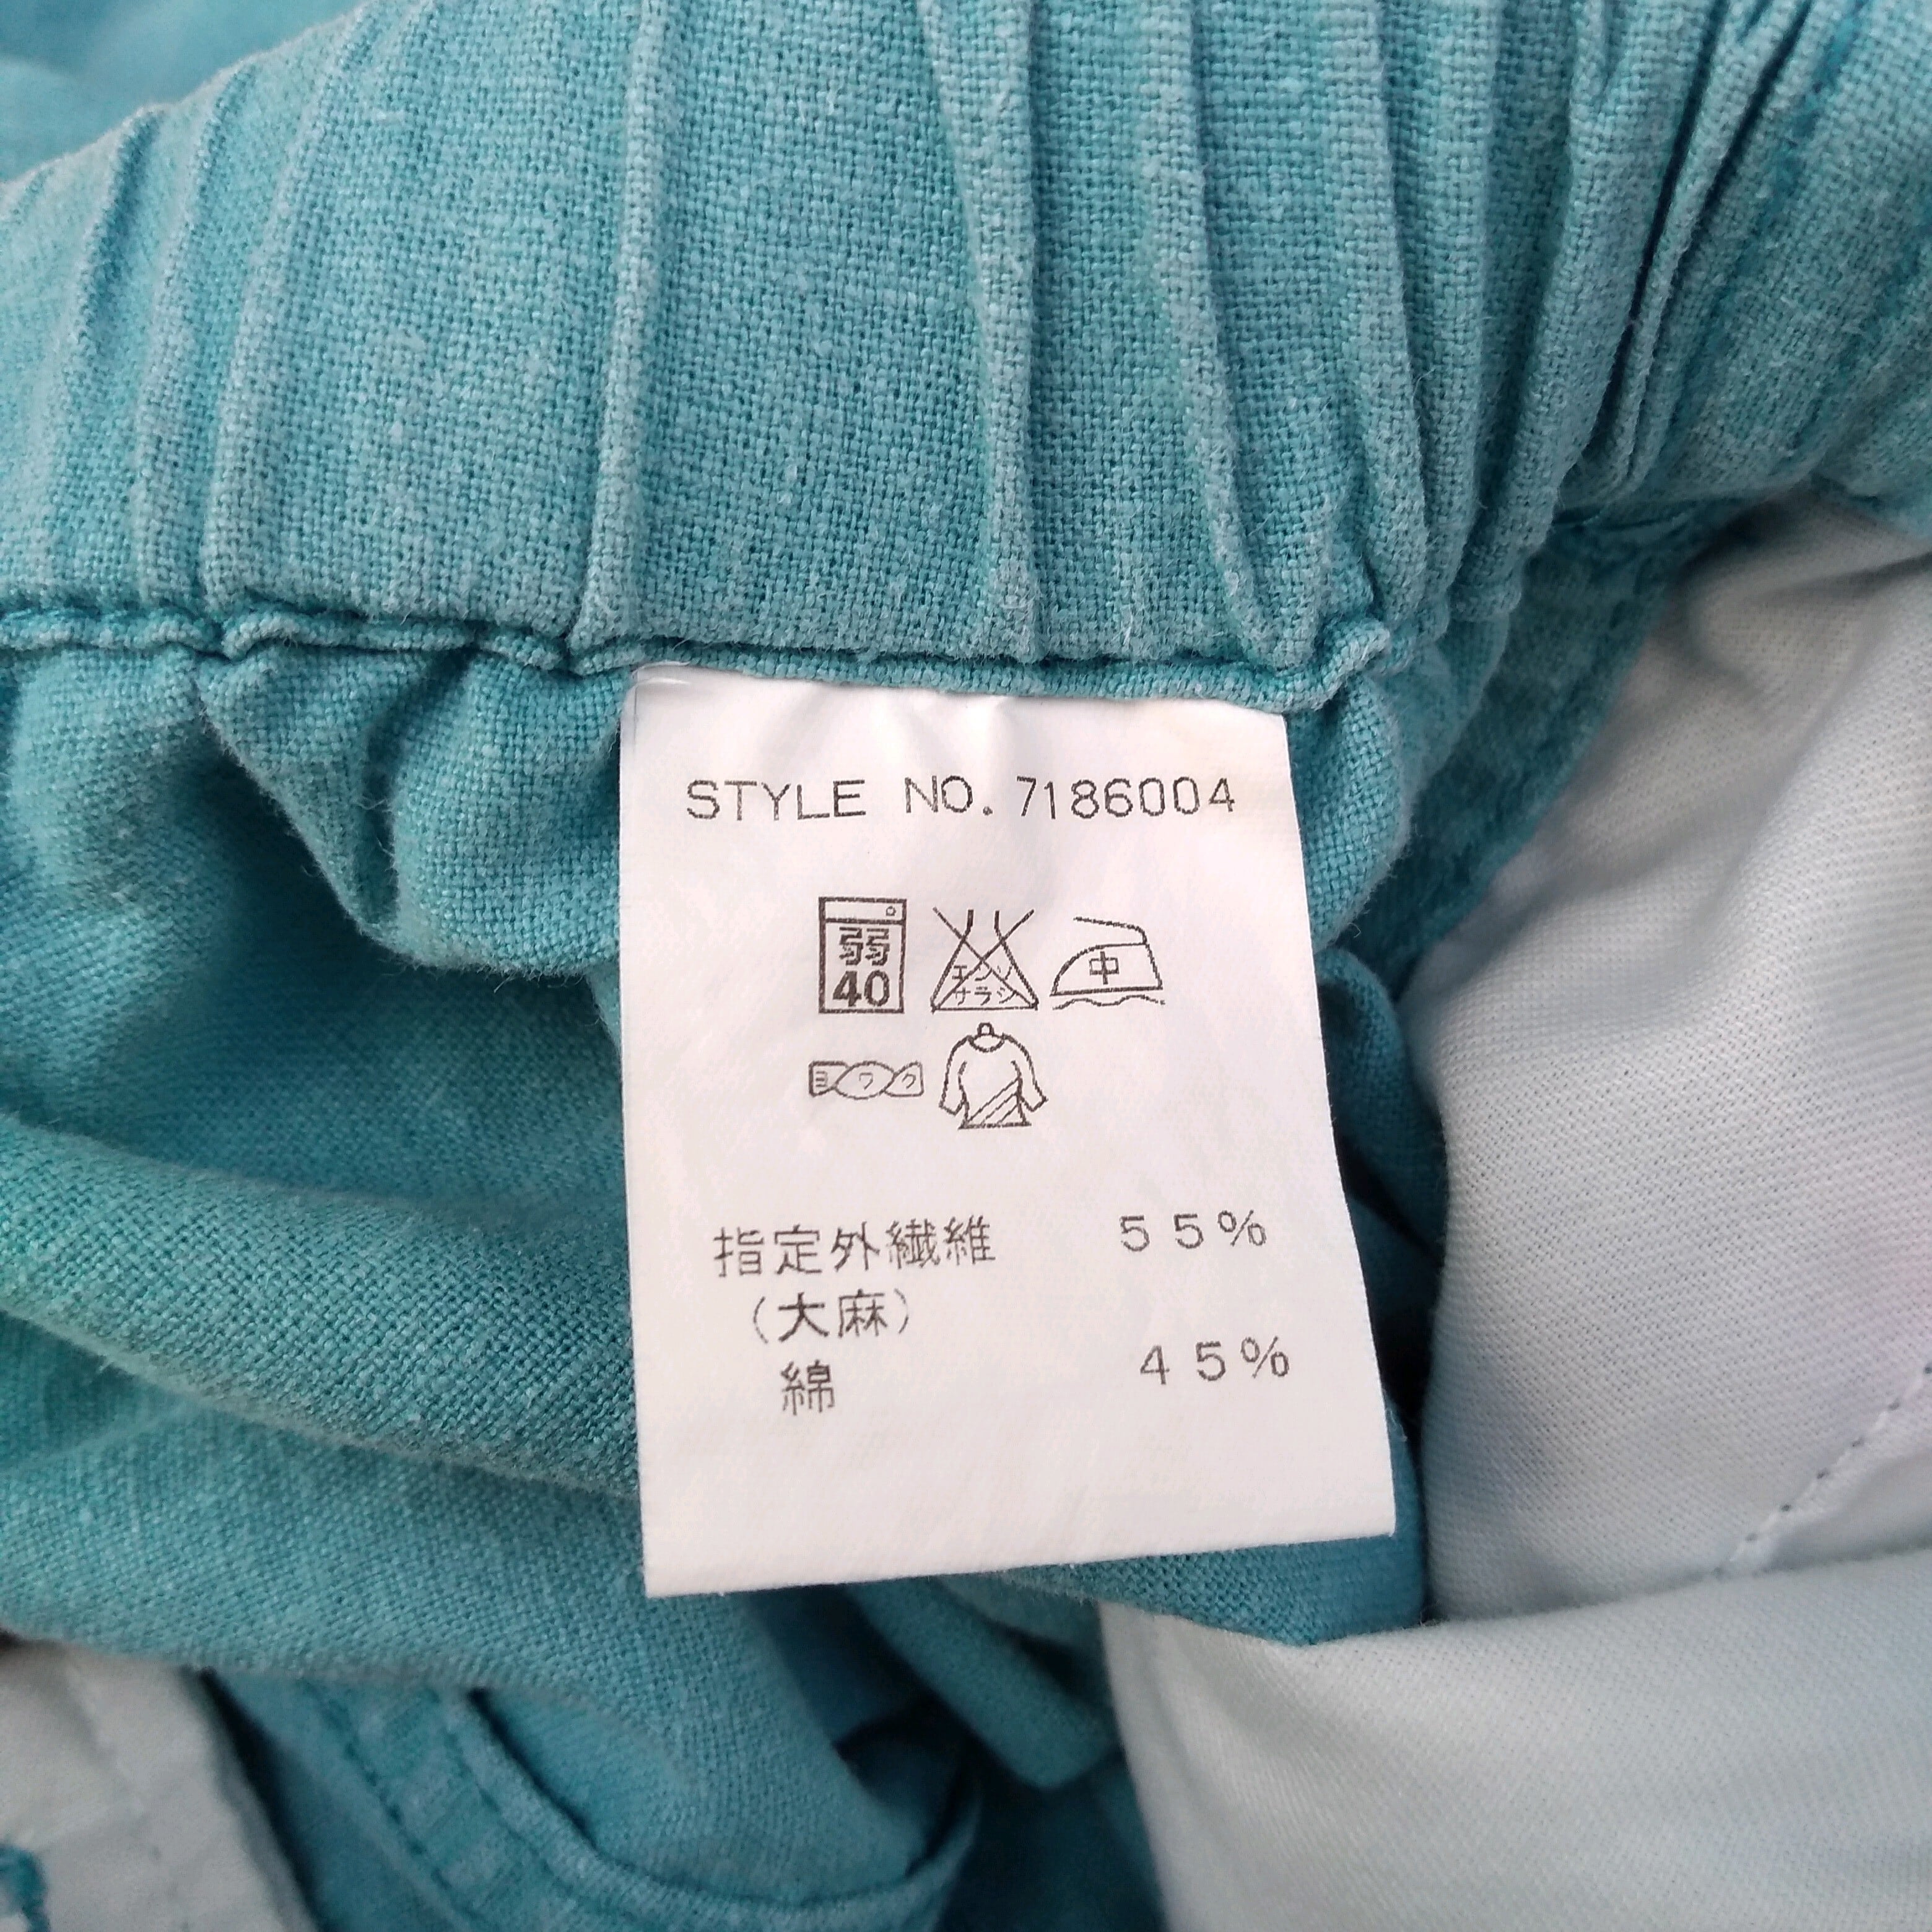 STYLE NO. 7186004
弱 エンソ 中
40 サラシ
ヨワク
指定外繊維 55%
(大麻)
綿 45%